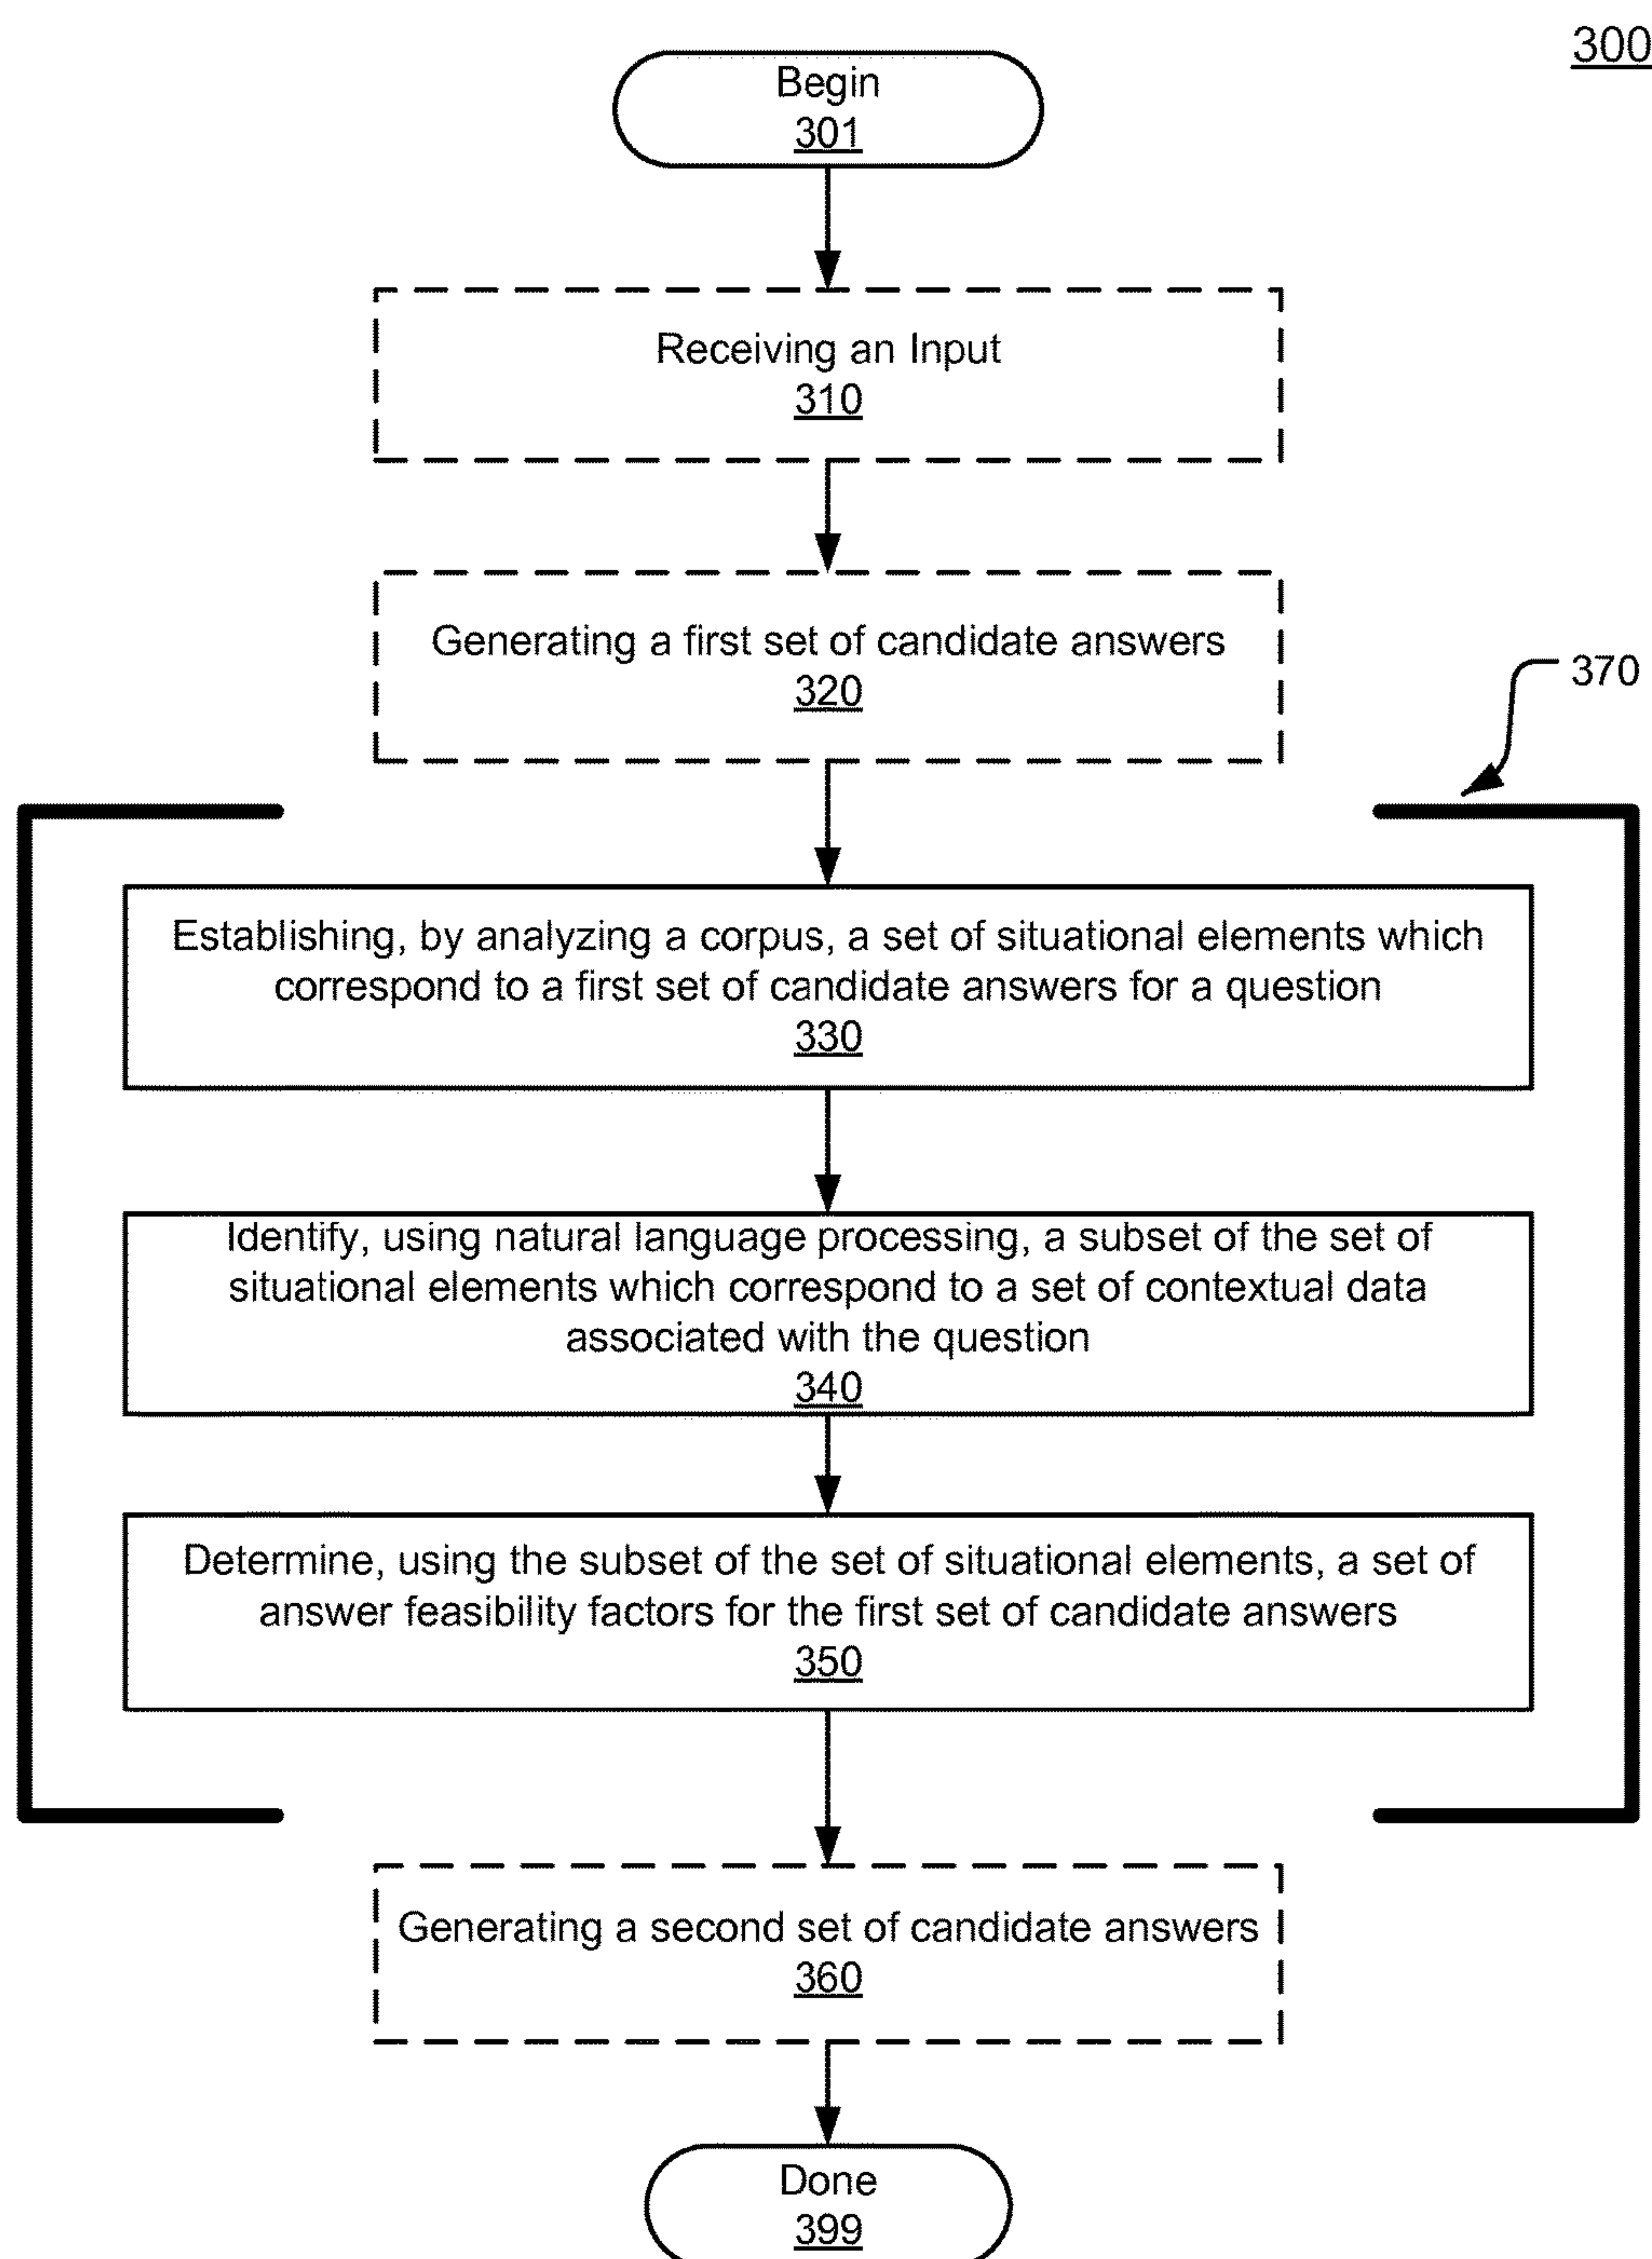 300
Begin
301
Receiving an Input
310
Generating a first set of candidate answers
320
370
Establishing, by analyzing a corpus, a set of situational elements which
correspond to a first set of candidate answers for a question
330
Identify, using natural language processing, a subset of the set of
situational elements which correspond to a set of contextual data
associated with the question
340
Determine, using the subset of the set of situational elements, a set of
answer feasibility factors for the first set of candidate answers
350
Generating a second set of candidate answers
360
Done
399